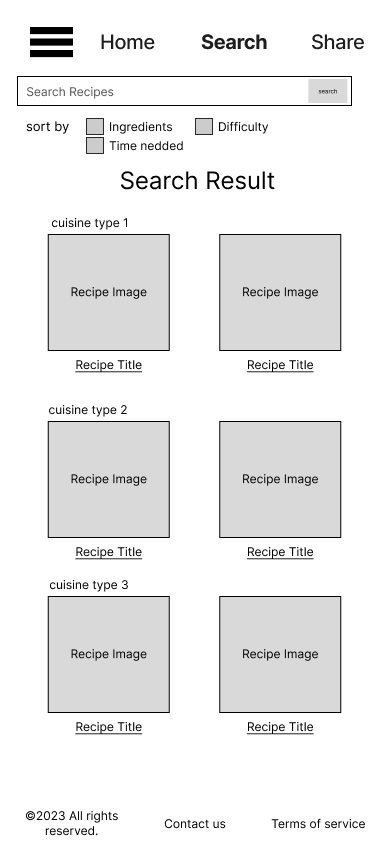 Home Search Share
Search Recipes search
sort by Ingredients Difficulty
Time nedded
Search Result
cuisine type 1
Recipe Image Recipe Image
Recipe Title Recipe Title
cuisine type 2
Recipe Image Recipe Image
Recipe Title Recipe Title
cuisine type 3
Recipe Image Recipe Image
Recipe Title Recipe Title
©2023 All rights
reserved. Contact us Terms of service